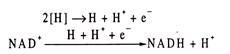 2[H] → H + H⁺ + e⁻
NAD⁺ ⟶ H + H⁺ + e⁻ ⟶ NADH + H⁺